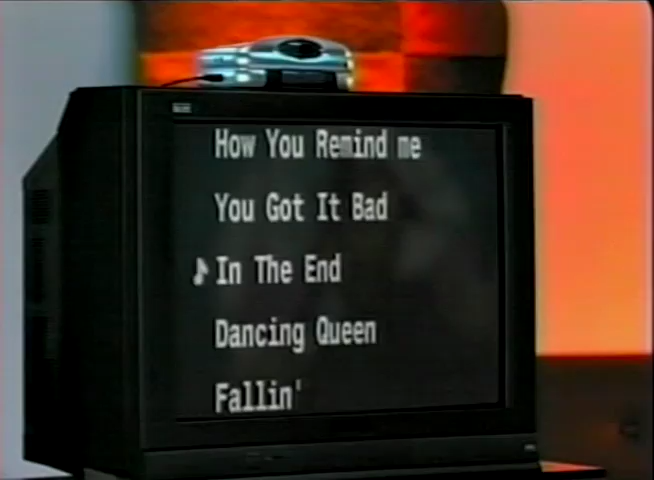 How You Remind me
You Got It Bad
♪ In The End
Dancing Queen
Fallin'